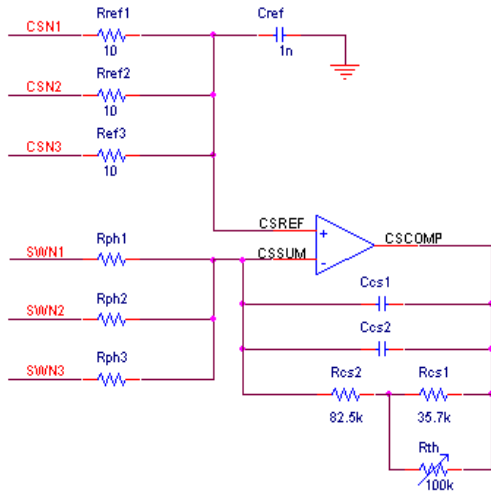 CSN1
Rref1
10
Cref
1n
CSN2
Rref2
10
CSN3
Rref3
10
CSREF
+
CSCOMP
SWN1
Rph1
CSSUM
-
Ccs1
SWN2
Rph2
Ccs2
SWN3
Rph3
Rcs2
Rcs1
82.5k
35.7k
Rth
100k